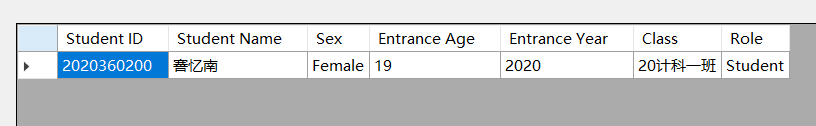 Student ID Student Name Sex Entrance Age Entrance Year Class Role
2020360200 謇忆南 Female 19 2020 20计科一班 Student